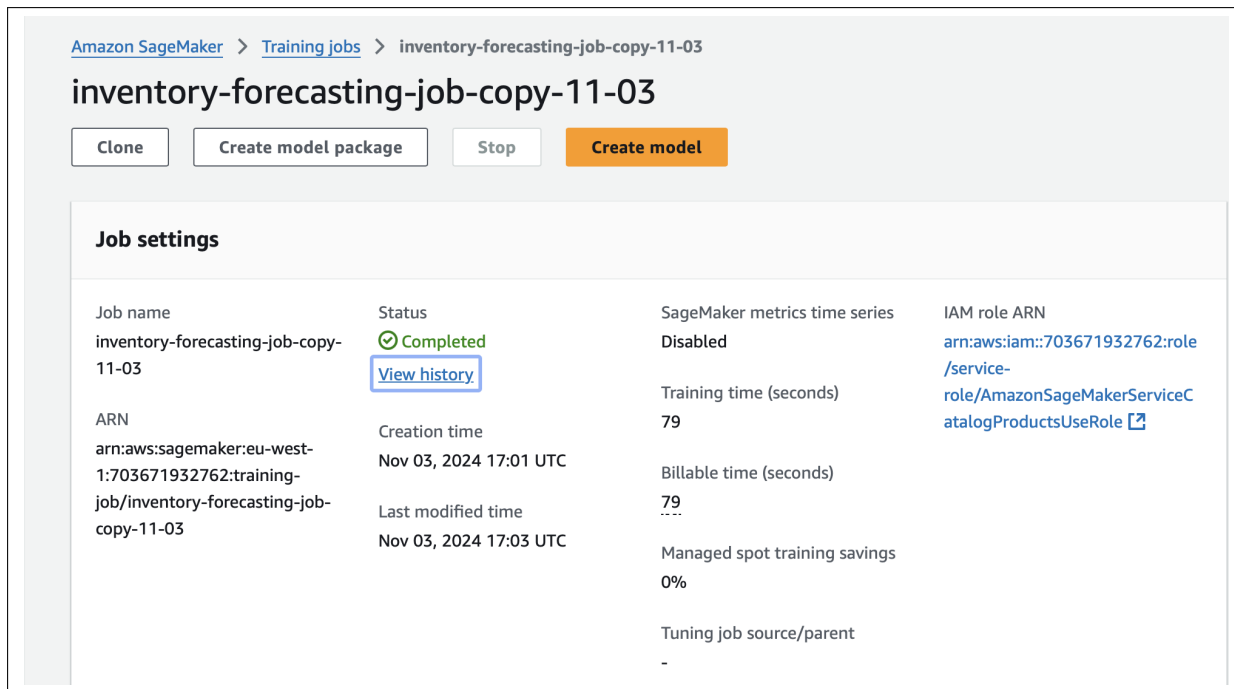 Amazon SageMaker > Training jobs > inventory-forecasting-job-copy-11-03
inventory-forecasting-job-copy-11-03
Clone Create model package Stop Create model
Job settings
Job name
inventory-forecasting-job-copy-
11-03
ARN
arn:aws:sagemaker:eu-west-
1:703671932762:training-
job/inventory-forecasting-job-
copy-11-03
Status
Completed
View history
Creation time
Nov 03, 2024 17:01 UTC
Last modified time
Nov 03, 2024 17:03 UTC
SageMaker metrics time series
Disabled
Training time (seconds)
79
Billable time (seconds)
79
Managed spot training savings
0%
Tuning job source/parent
-
IAM role ARN
arn:aws:iam::703671932762:role
/service-
role/AmazonSageMakerServiceC
atalogProductsUseRole